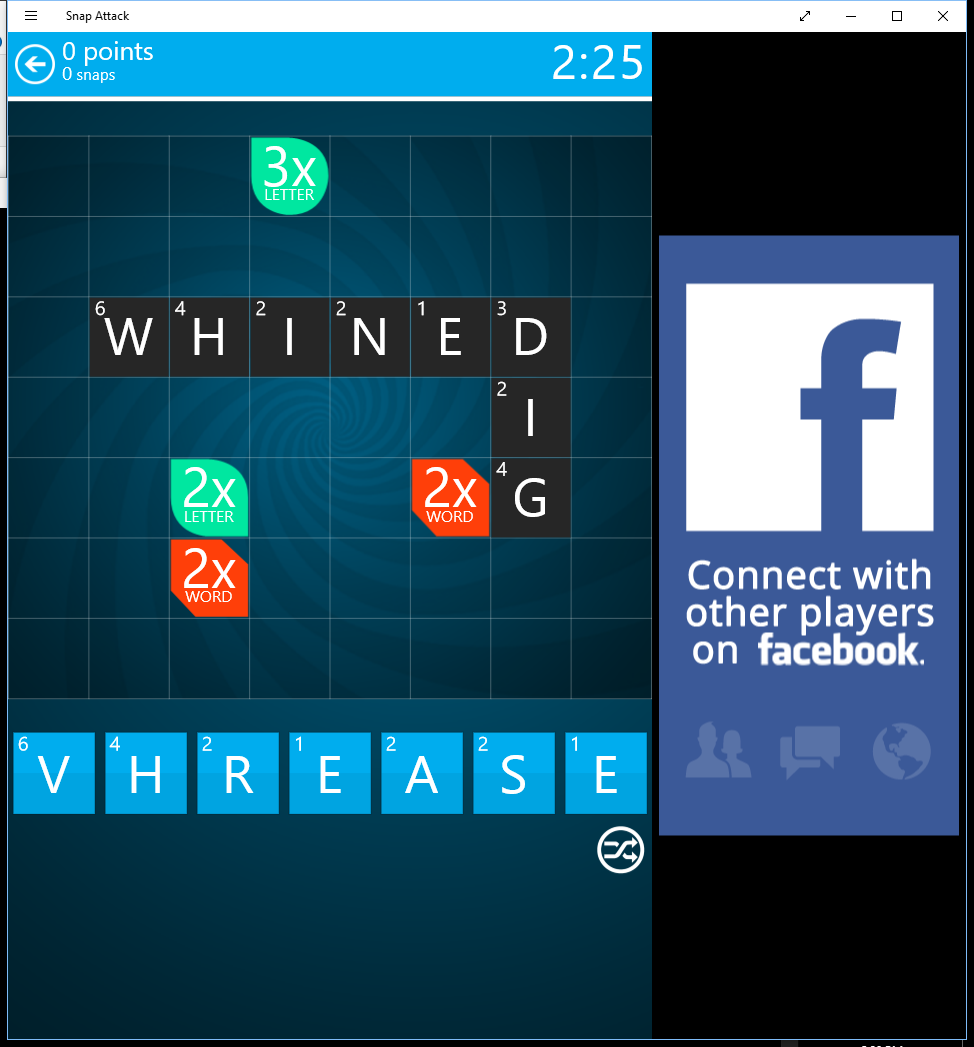 Snap Attack
0 points
0 snaps
2:25
3x
LETTER
6 W 4 H 2 I 2 N 1 E 3 D
2 I
2x
LETTER
2x
WORD
4 G
2x
WORD
6 V 4 H 2 R 1 E 2 A 2 S 1 E
f
Connect with
other players
on facebook.